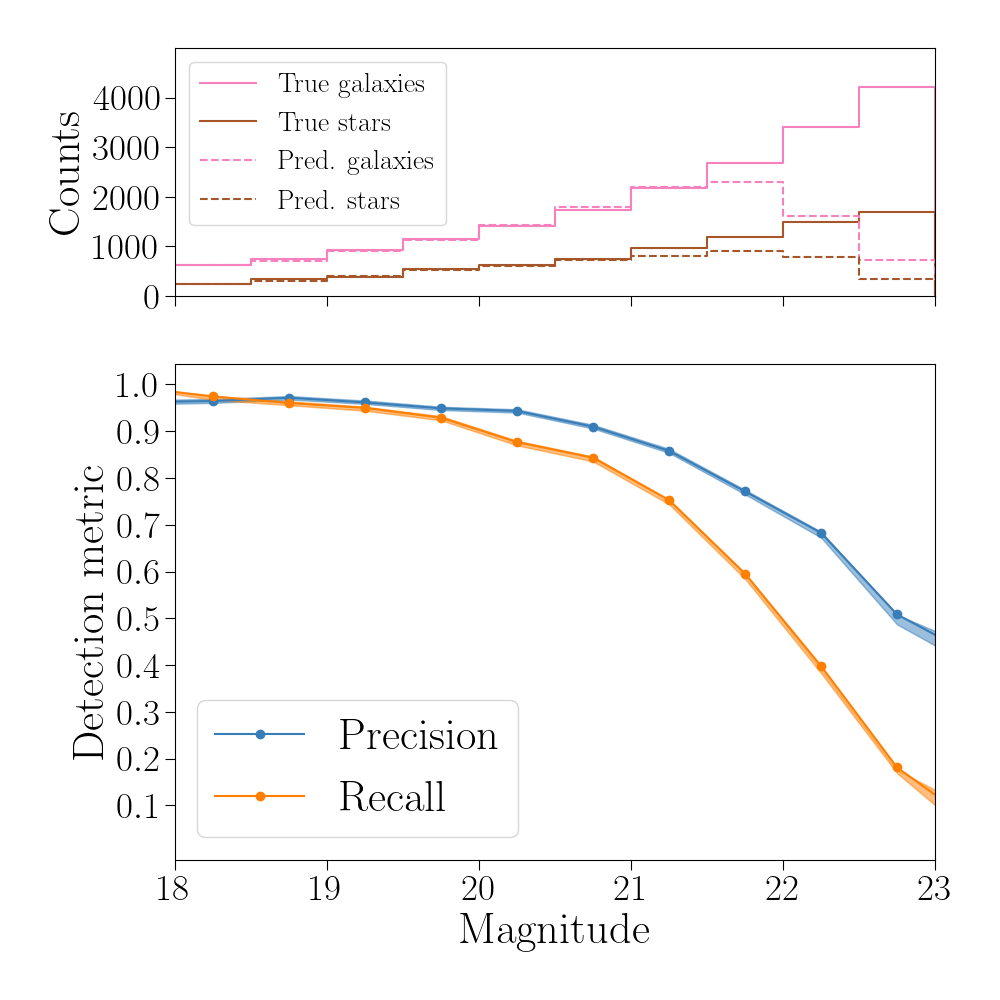 Counts
4000
3000
2000
1000
0
True galaxies
True stars
Pred. galaxies
Pred. stars
Detection metric
1.0
0.9
0.8
0.7
0.6
0.5
0.4
0.3
0.2
0.1
Precision
Recall
18 19 20 21 22 23
Magnitude